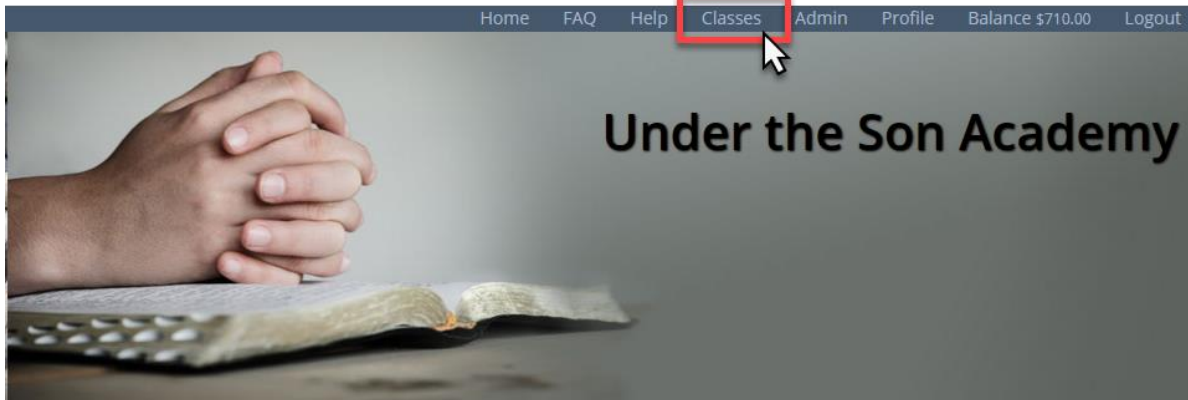 Home FAQ Help Classes Admin Profile Balance $710.00 Logout
Under the Son Academy